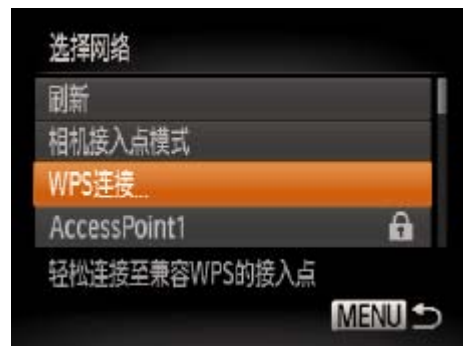 选择网络
刷新
相机接入点模式
WPS连接...
AccessPoint1
轻松连接至兼容WPS的接入点
MENU